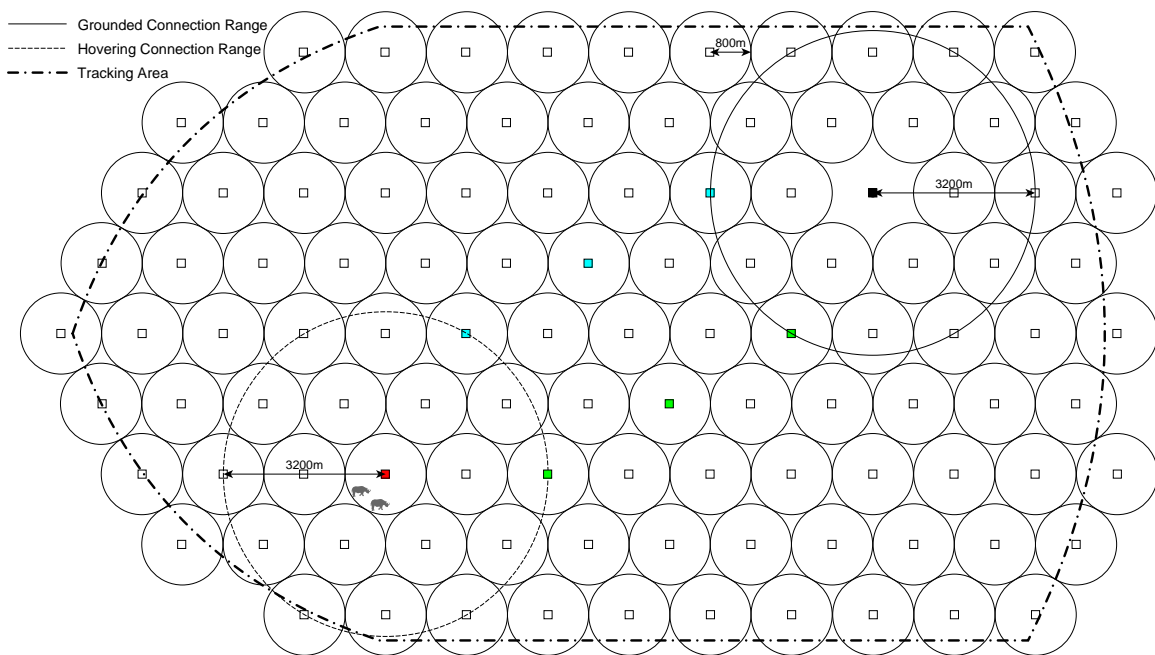 Grounded Connection Range
Hovering Connection Range
Tracking Area
800m
3200m
3200m